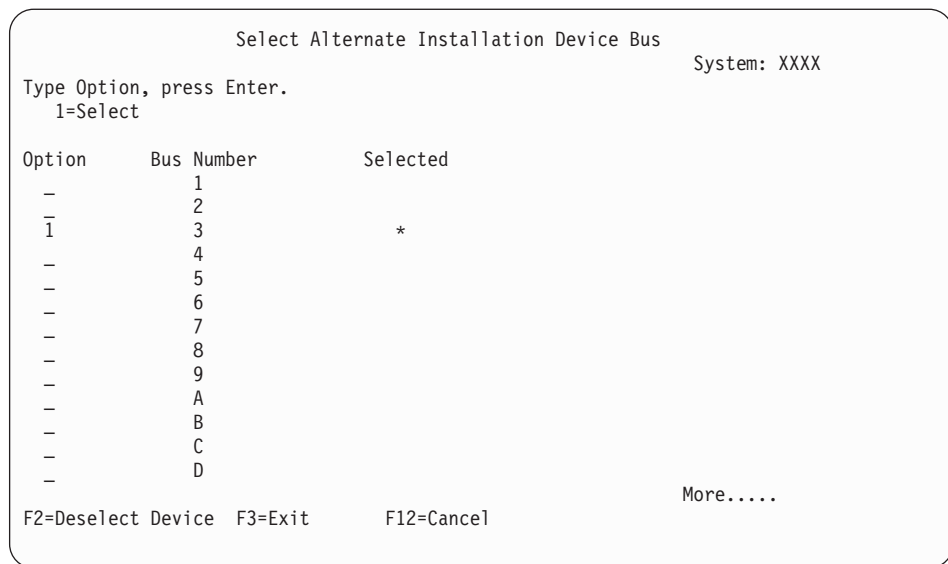 Select Alternate Installation Device Bus
System: XXXX
Type Option, press Enter.
1=Select
Option Bus Number Selected
_ 1
_ 2
1 3 *
_ 4
_ 5
_ 6
_ 7
_ 8
_ 9
_ A
_ B
_ C
_ D
More.....
F2=Deselect Device F3=Exit F12=Cancel